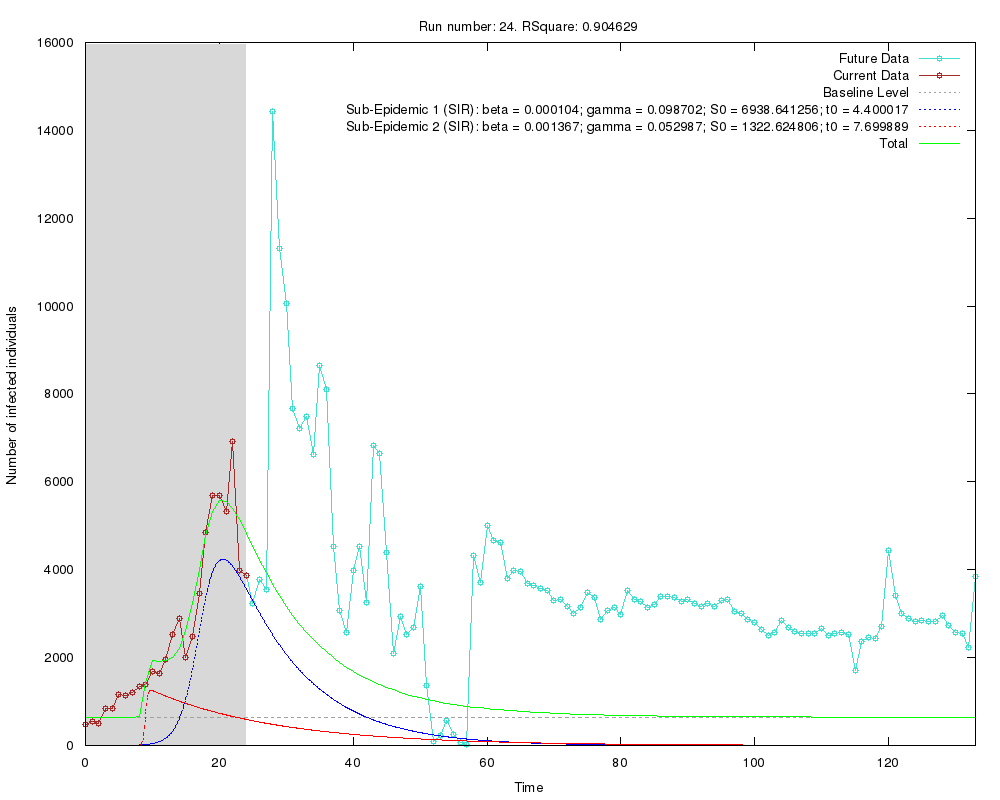 Run number: 24. RSquare: 0.904629
16000
14000
12000
10000
8000
6000
4000
2000
0
Number of infected individuals
Future Data
Current Data
Baseline Level
Sub-Epidemic 1 (SIR): beta = 0.000104; gamma = 0.098702; S0 = 6938.641256; t0 = 4.400017
Sub-Epidemic 2 (SIR): beta = 0.001367; gamma = 0.052987; S0 = 1322.624806; t0 = 7.699889
Total
0 20 40 60 80 100 120
Time